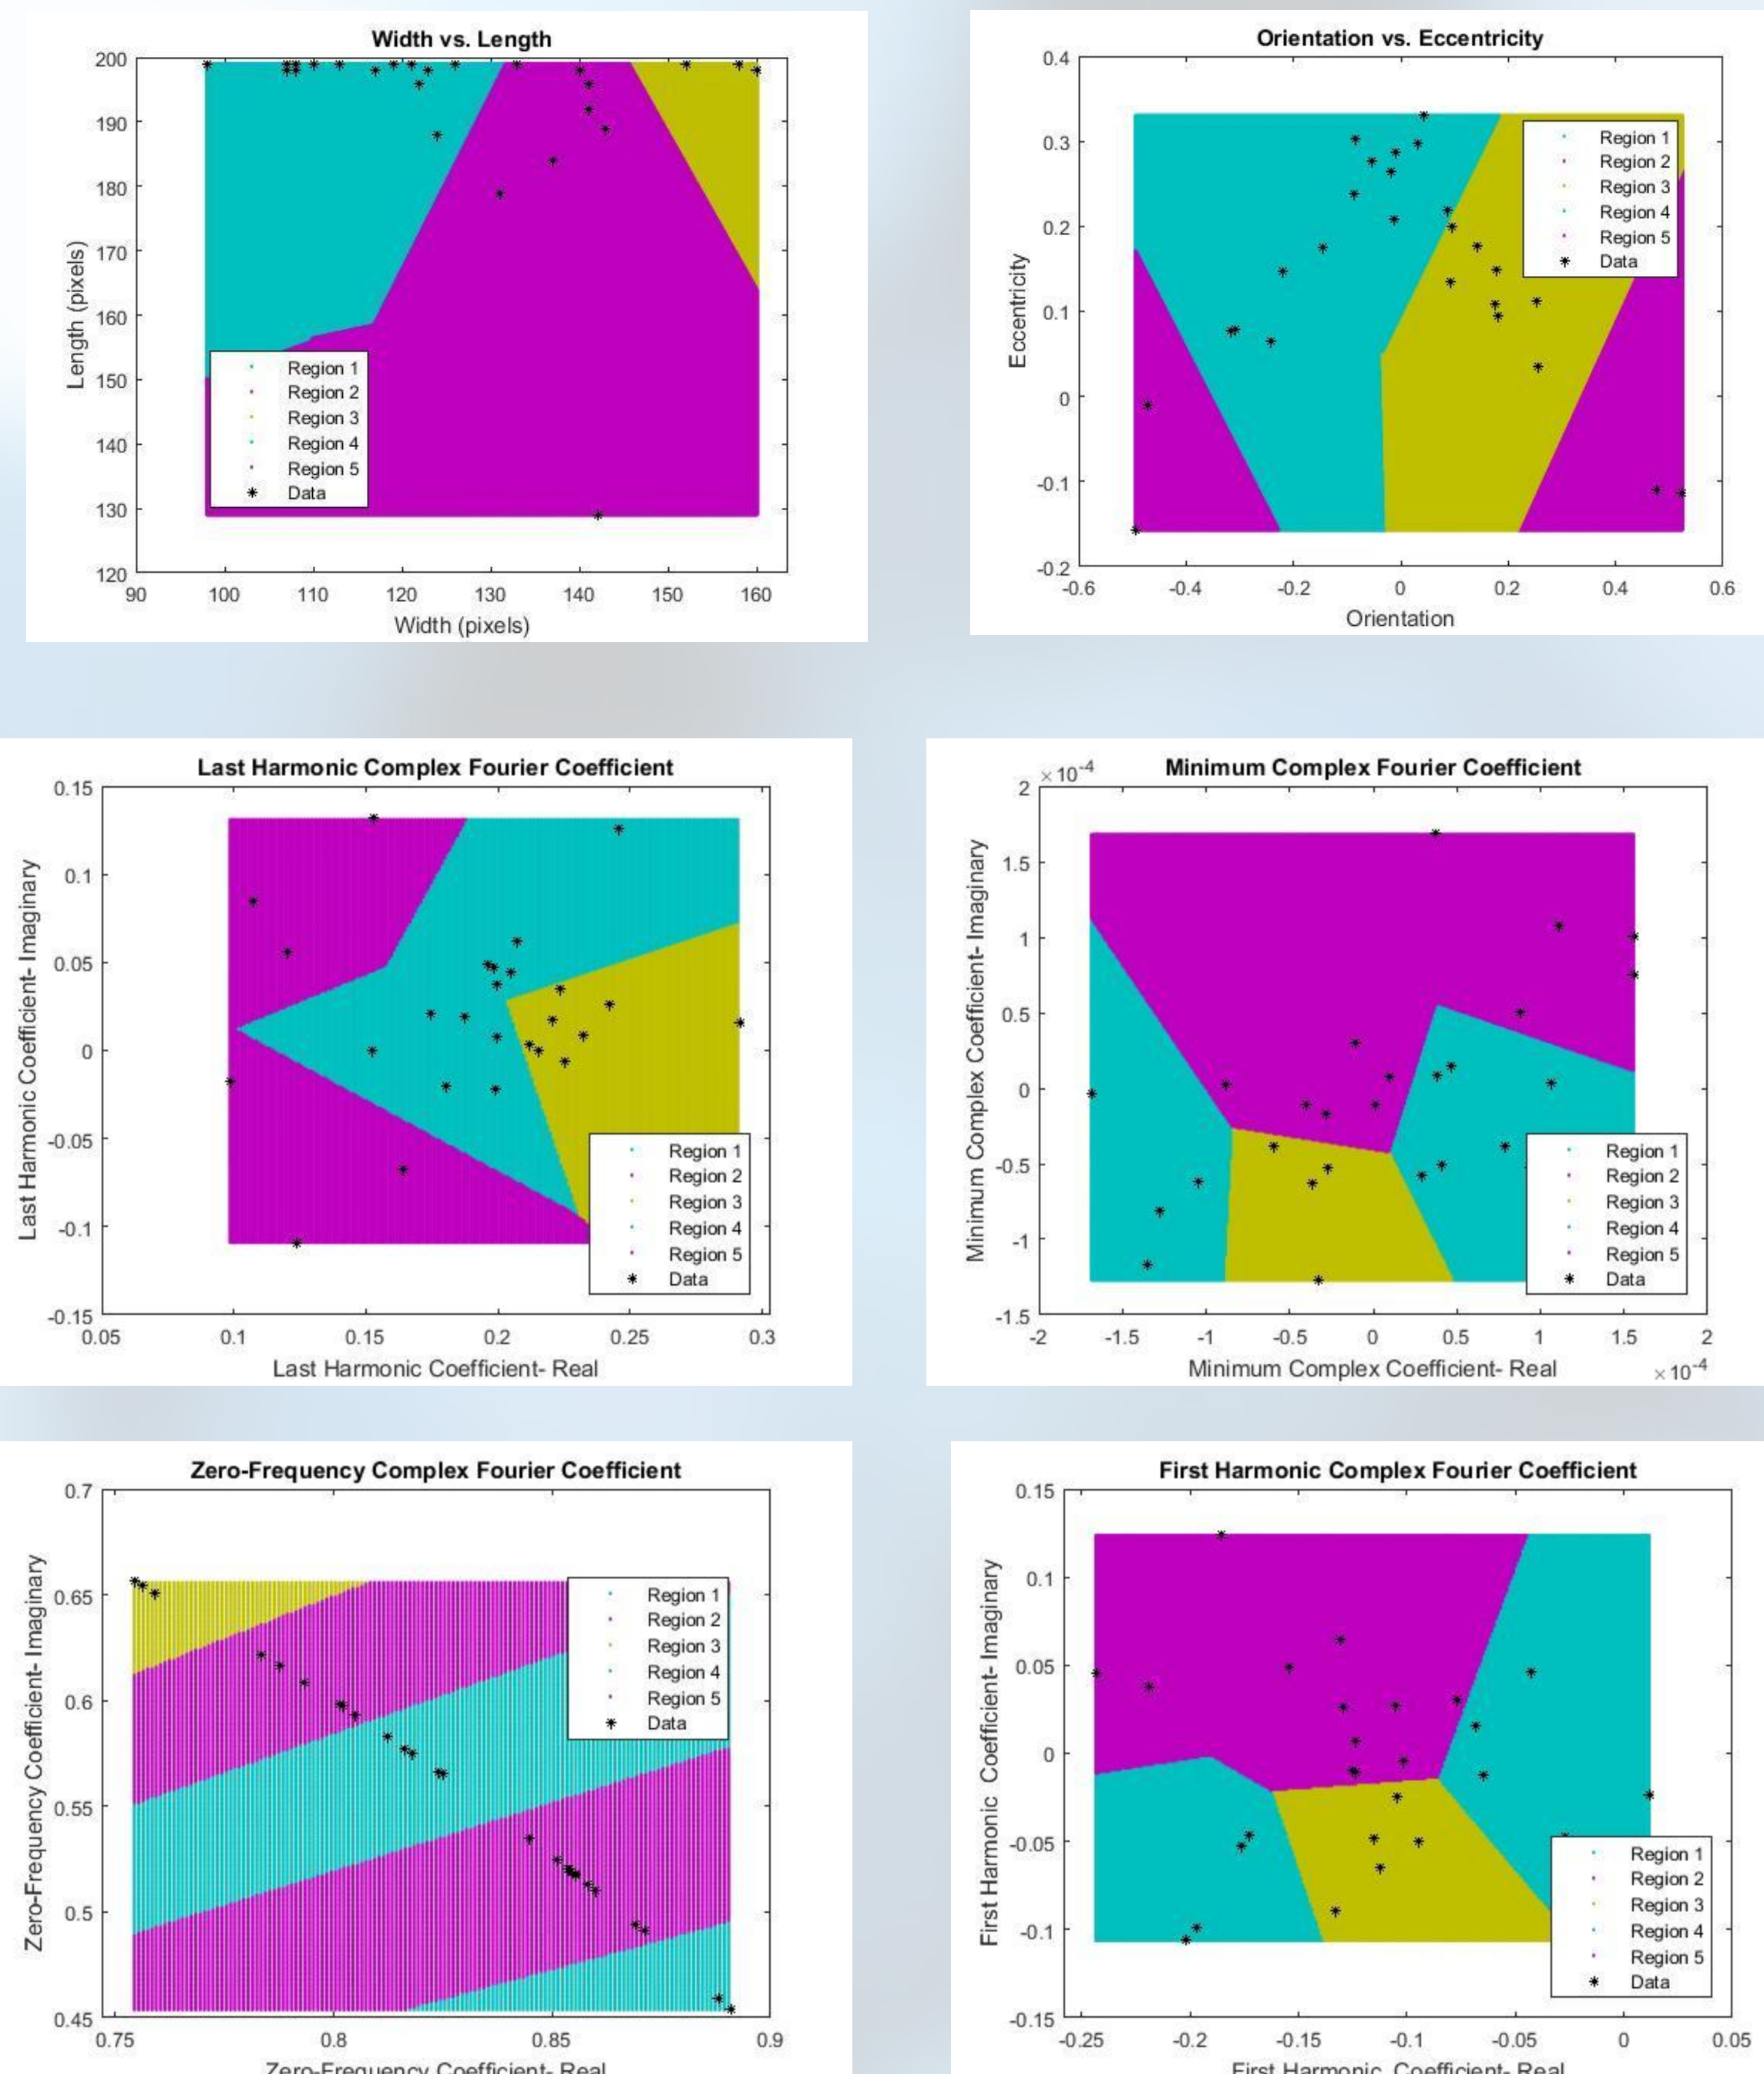 Width vs. Length
200
190
180
170
160
150
140
130
120
Length (pixels)
Region 1
Region 2
Region 3
Region 4
Region 5
Data
90 100 110 120 130 140 150 160
Width (pixels)
Orientation vs. Eccentricity
0.4
0.3
0.2
0.1
0
-0.1
-0.2
Eccentricity
Region 1
Region 2
Region 3
Region 4
Region 5
Data
-0.6 -0.4 -0.2 0 0.2 0.4 0.6
Orientation
Last Harmonic Complex Fourier Coefficient
0.15
0.1
0.05
0
-0.05
-0.1
-0.15
Last Harmonic Coefficient- Imaginary
Region 1
Region 2
Region 3
Region 4
Region 5
Data
0.05 0.1 0.15 0.2 0.25 0.3
Last Harmonic Coefficient- Real
×10-4
Minimum Complex Fourier Coefficient
2
1.5
1
0.5
0
-0.5
-1
-1.5
Minimum Complex Coefficient- Imaginary
Region 1
Region 2
Region 3
Region 4
Region 5
Data
-2 -1.5 -1 -0.5 0 0.5 1 1.5 2
Minimum Complex Coefficient- Real
×10-4
Zero-Frequency Complex Fourier Coefficient
0.7
0.65
0.6
0.55
0.5
0.45
Zero-Frequency Coefficient- Imaginary
Region 1
Region 2
Region 3
Region 4
Region 5
Data
0.75 0.8 0.85 0.9
Zero-Frequency Coefficient- Real
First Harmonic Complex Fourier Coefficient
0.15
0.1
0.05
0
-0.05
-0.1
-0.15
First Harmonic Coefficient- Imaginary
Region 1
Region 2
Region 3
Region 4
Region 5
Data
-0.25 -0.2 -0.15 -0.1 -0.05 0 0.05
First Harmonic Coefficient- Real